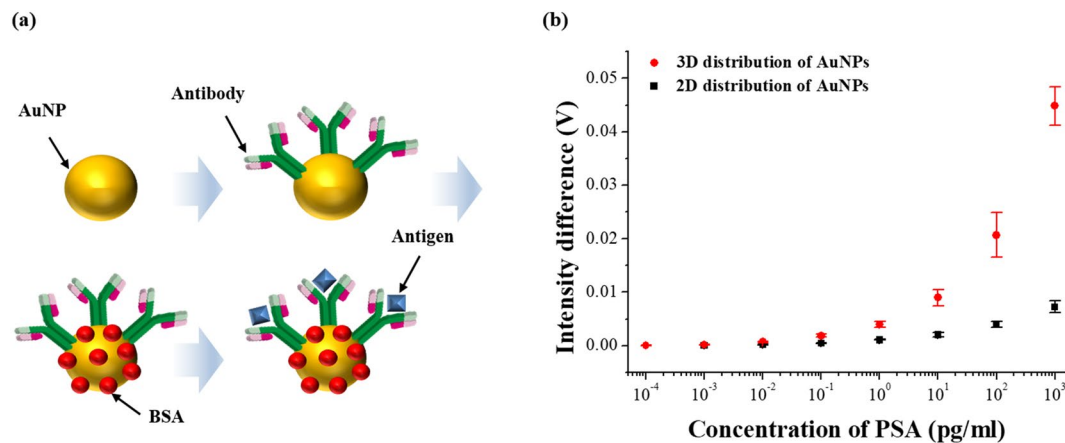 (a)
AuNP
Antibody
Antigen
BSA
(b)
3D distribution of AuNPs
2D distribution of AuNPs
Intensity difference (V)
0.05
0.04
0.03
0.02
0.01
0.00
10⁻⁴ 10⁻³ 10⁻² 10⁻¹ 10⁰ 10¹ 10² 10³
Concentration of PSA (pg/ml)